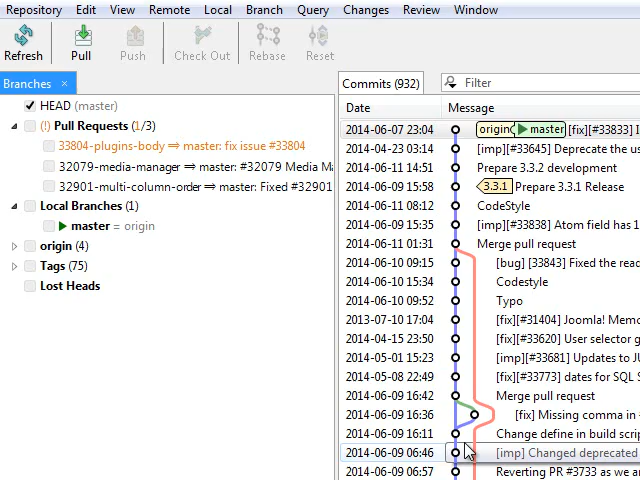 Repository Edit View Remote Local Branch Query Changes Review Window
Refresh Pull Push Check Out Rebase Reset
Branches ×
HEAD (master)
(!) Pull Requests (1/3)
33804-plugins-body ⟹ master: fix issue #33804
32079-media-manager ⟹ master: #32079 Media Ma
32901-multi-column-order ⟹ master: Fixed #32901
Local Branches (1)
master = origin
origin (4)
Tags (75)
Lost Heads
Commits (932) Filter
Date Message
2014-06-07 23:04 origin master [fix][#33833] I
2014-04-23 03:14 [imp][#33645] Deprecate the us
2014-06-11 14:51 Prepare 3.3.2 development
2014-06-09 15:58 3.3.1 Prepare 3.3.1 Release
2014-06-11 08:12 CodeStyle
2014-06-09 15:35 [imp][#33838] Atom field has 1
2014-06-11 01:31 Merge pull request
2014-06-10 09:15 [bug] [33843] Fixed the read
2014-06-10 15:34 Codestyle
2014-06-10 09:52 Typo
2013-07-10 17:04 [fix][#31404] Joomla! Memo
2014-04-15 23:50 [fix][#33620] User selector g
2014-05-01 15:23 [imp][#33681] Updates to JU
2014-05-08 22:49 [fix][#33773] dates for SQL S
2014-06-09 16:42 Merge pull request
2014-06-09 16:36 [fix] Missing comma in
2014-06-09 16:11 Change define in build scrip
2014-06-09 06:46 [imp] Changed deprecated
2014-06-09 06:57 Reverting PR #3733 as we ar